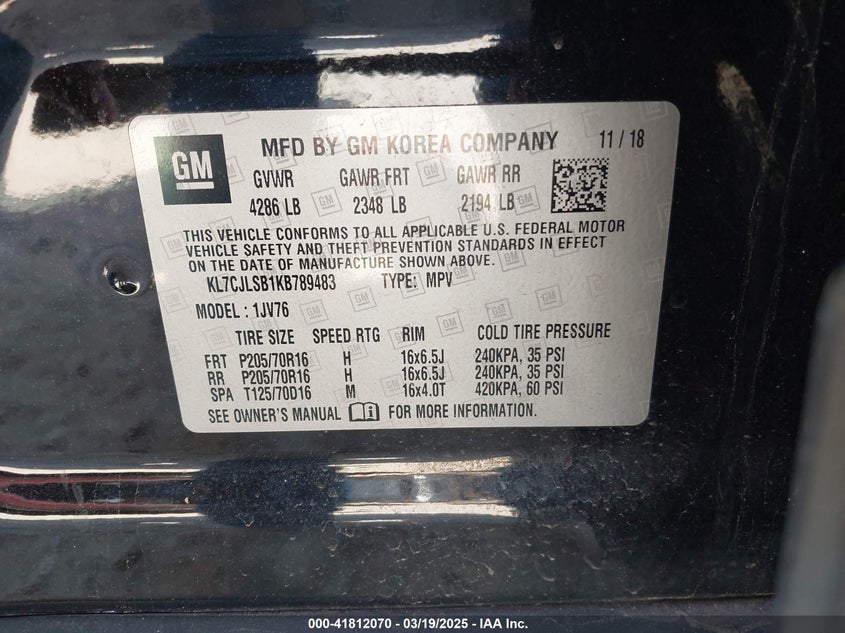 GM MFD BY GM KOREA COMPANY 11 / 18
GVWR GAWR FRT GAWR RR
4286 LB 2348 LB 2194 LB
THIS VEHICLE CONFORMS TO ALL APPLICABLE U.S. FEDERAL MOTOR
VEHICLE SAFETY AND THEFT PREVENTION STANDARDS IN EFFECT
ON THE DATE OF MANUFACTURE SHOWN ABOVE.
KL7CJLSB1KB789483 TYPE: MPV
MODEL : 1JV76
TIRE SIZE SPEED RTG RIM COLD TIRE PRESSURE
FRT P205/70R16 H 16x6.5J 240KPA, 35 PSI
RR P205/70R16 H 16x6.5J 240KPA, 35 PSI
SPA T125/70D16 M 16x4.0T 420KPA, 60 PSI
SEE OWNER'S MANUAL FOR MORE INFORMATION.
000-41812070 - 03/19/2025 - IAA Inc.